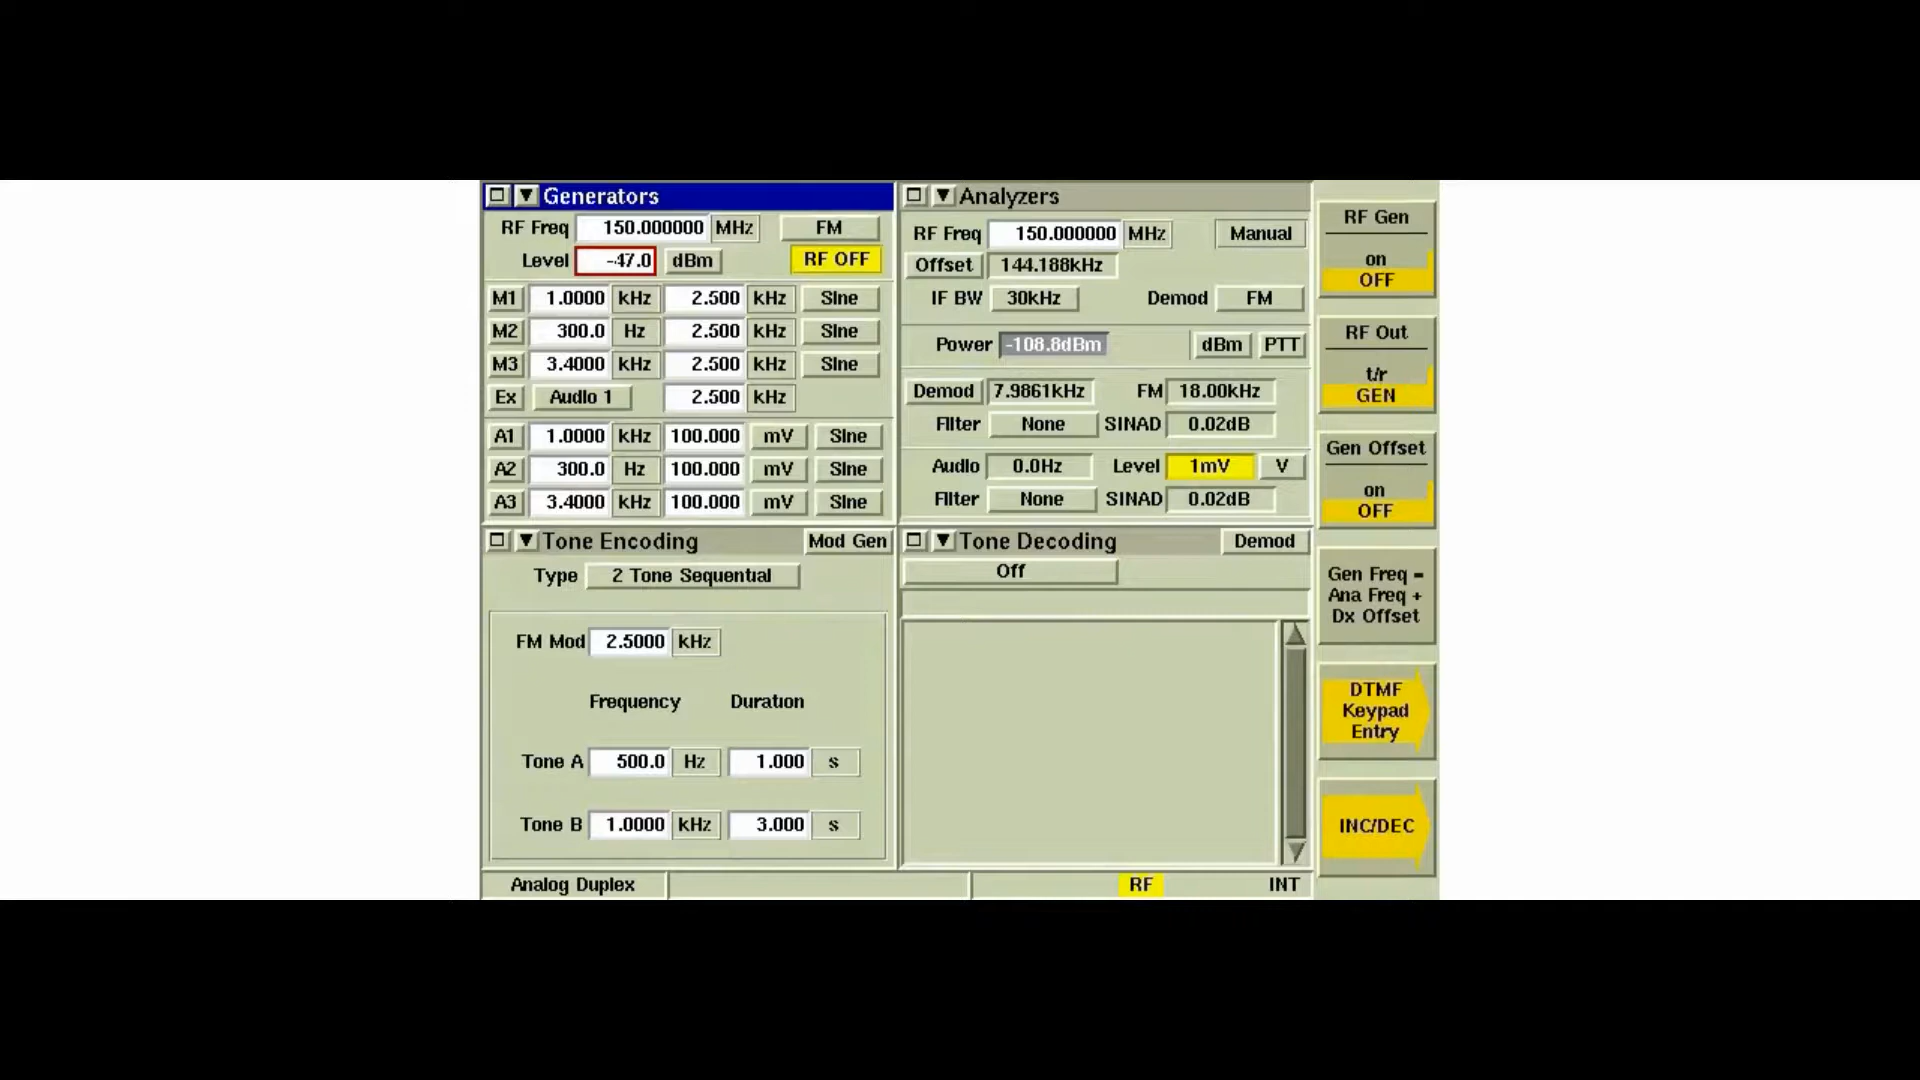 Generators
RF Freq 150.000000 MHz FM
Level -47.0 dBm RF OFF
M1 1.0000 kHz 2.500 kHz Sine
M2 300.0 Hz 2.500 kHz Sine
M3 3.4000 kHz 2.500 kHz Sine
Ex Audio 1 2.500 kHz
A1 1.0000 kHz 100.000 mV Sine
A2 300.0 Hz 100.000 mV Sine
A3 3.4000 kHz 100.000 mV Sine
Analyzers
RF Freq 150.000000 MHz Manual
Offset 144.188kHz
IF BW 30kHz Demod FM
Power -108.8dBm dBm PTT
Demod 7.9861kHz FM 18.00kHz
Filter None SINAD 0.02dB
Audio 0.0Hz Level 1mV V
Filter None SINAD 0.02dB
Tone Encoding Mod Gen
Type 2 Tone Sequential
FM Mod 2.5000 kHz
Frequency Duration
Tone A 500.0 Hz 1.000 s
Tone B 1.0000 kHz 3.000 s
Tone Decoding Demod
Off
RF Gen
on
OFF
RF Out
t/r
GEN
Gen Offset
on
OFF
Gen Freq =
Ana Freq +
Dx Offset
DTMF
Keypad
Entry
INC/DEC
Analog Duplex RF INT